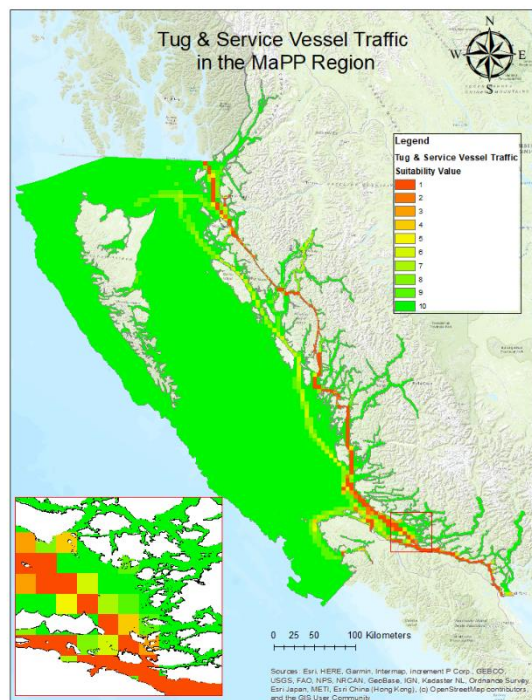 Tug & Service Vessel Traffic
in the MaPP Region
N
W
E
S
Legend
Tug & Service Vessel Traffic
Suitability Value
1
2
3
4
5
6
7
8
9
10
0 25 50 100 Kilometers
Sources: Esri, HERE, Garmin, Intermap, increment P Corp., GEBCO,
USGS, FAO, NPS, NRCAN, GeoBase, IGN, Kadaster NL, Ordnance Survey,
Esri Japan, METI, Esri China (Hong Kong), (c) OpenStreetMap contributors,
and the GIS User Community